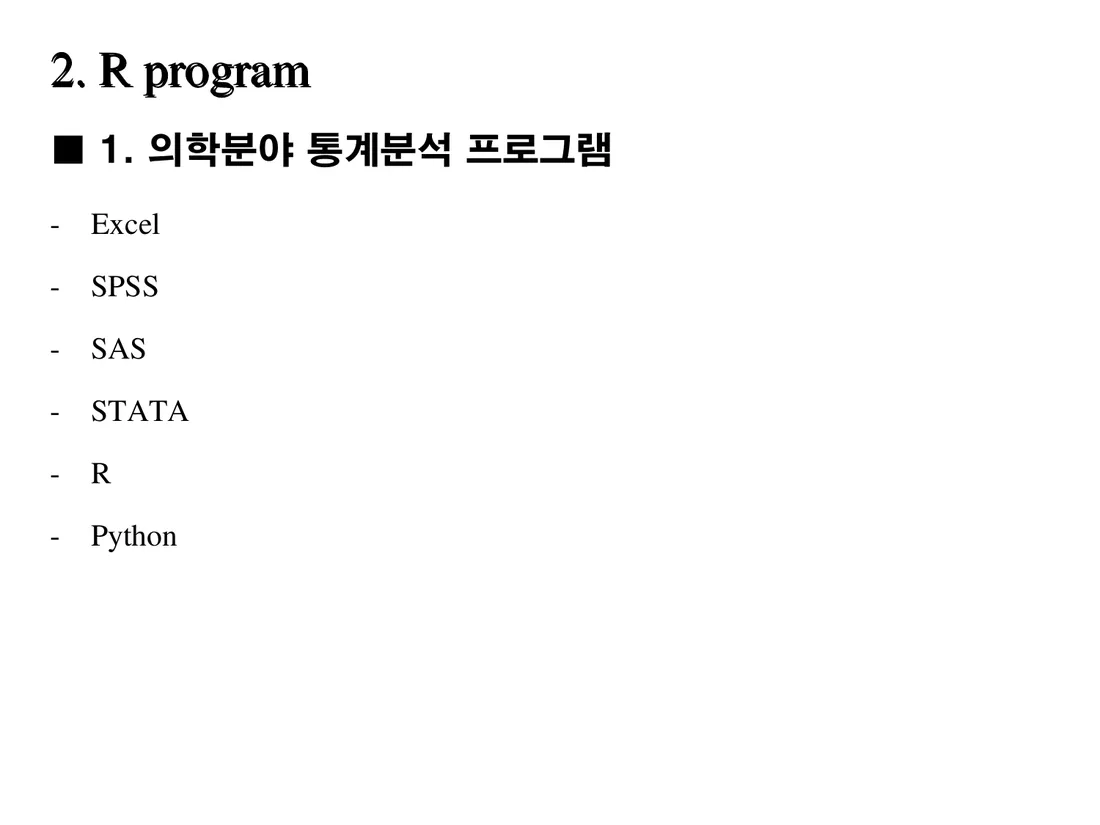 2. R program
■ 1. 의학분야 통계분석 프로그램
- Excel
- SPSS
- SAS
- STATA
- R
- Python